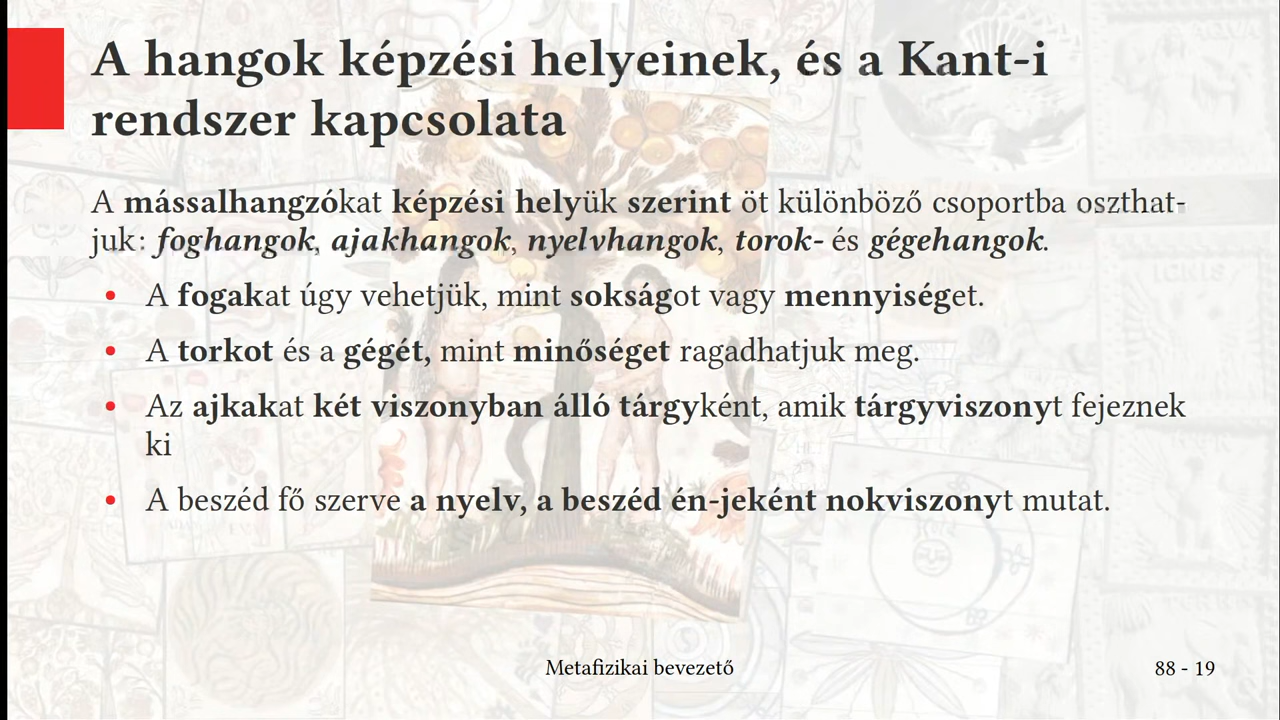 A hangok képzési helyeinek, és a Kant-i
rendszer kapcsolata
A mássalhangzókat képzési helyük szerint öt különböző csoportba oszthat-
juk: foghangok, ajakhangok, nyelvhangok, torok- és gégehangok.
• A fogakat úgy vehetjük, mint sokságot vagy mennyiséget.
• A torkot és a gégét, mint minőséget ragadhatjuk meg.
• Az ajkakat két viszonyban álló tárgyként, amik tárgyviszonyt fejeznek
ki
• A beszéd fő szerve a nyelv, a beszéd én-jeként nokviszonyt mutat.
IGNIS
Metafizikai bevezető
88 - 19